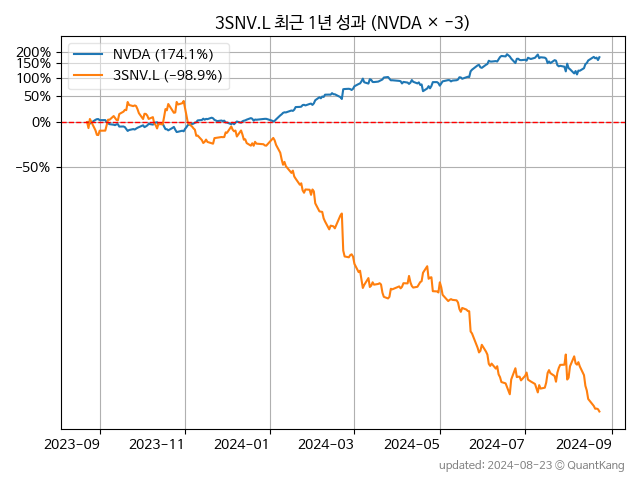 3SNV.L 최근 1년 성과 (NVDA × −3)
NVDA (174.1%)
3SNV.L (−98.9%)
200%
150%
100%
50%
0%
−50%
2023-09 2023-11 2024-01 2024-03 2024-05 2024-07 2024-09
updated: 2024-08-23 © QuantKang